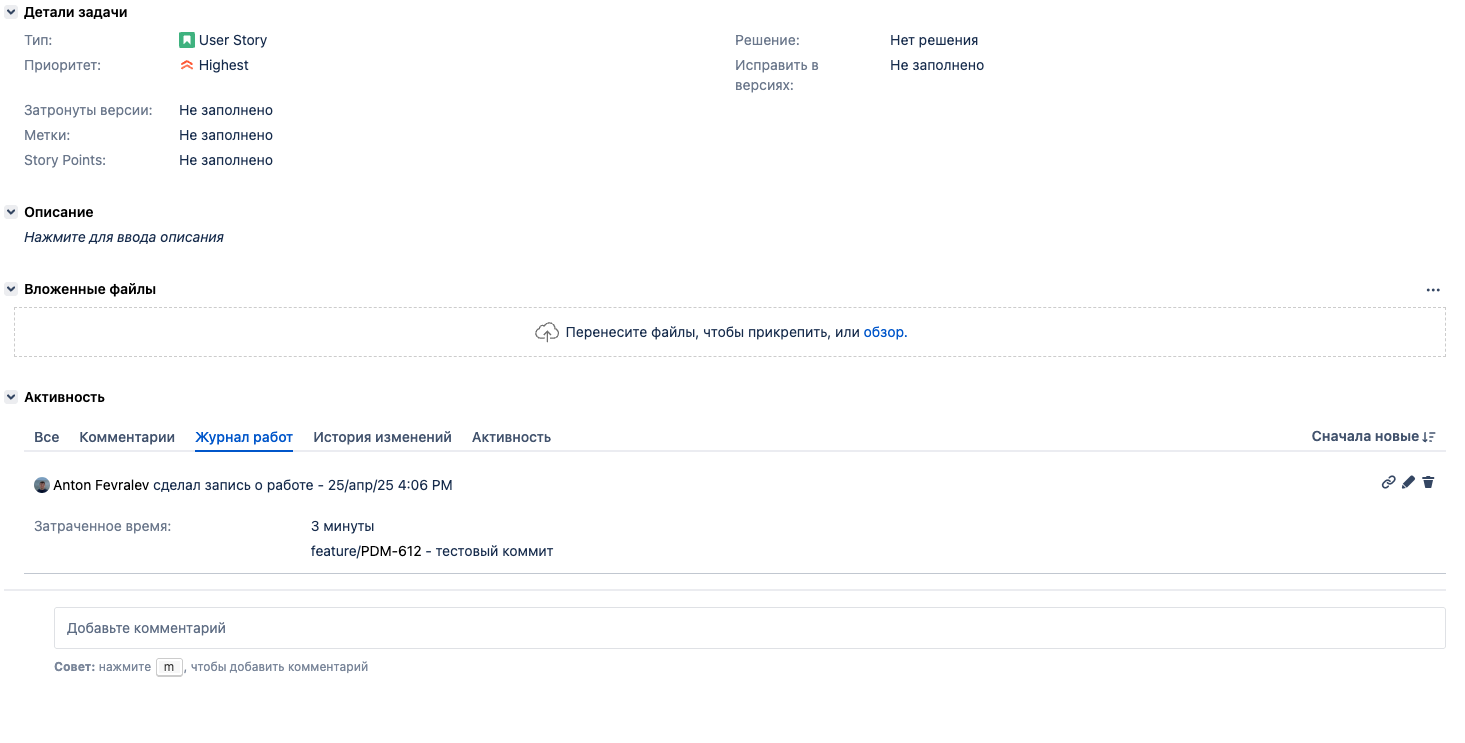 Детали задачи
Тип: User Story Решение: Нет решения
Приоритет: Highest Исправить в Не заполнено
версиях:
Затронуты версии: Не заполнено
Метки: Не заполнено
Story Points: Не заполнено
Описание
Нажмите для ввода описания
Вложенные файлы
Перенесите файлы, чтобы прикрепить, или обзор.
Активность
Все Комментарии Журнал работ История изменений Активность Сначала новые
Anton Fevralev сделал запись о работе - 25/апр/25 4:06 PM
Затраченное время: 3 минуты
feature/PDM-612 - тестовый коммит
Добавьте комментарий
Совет: нажмите m, чтобы добавить комментарий